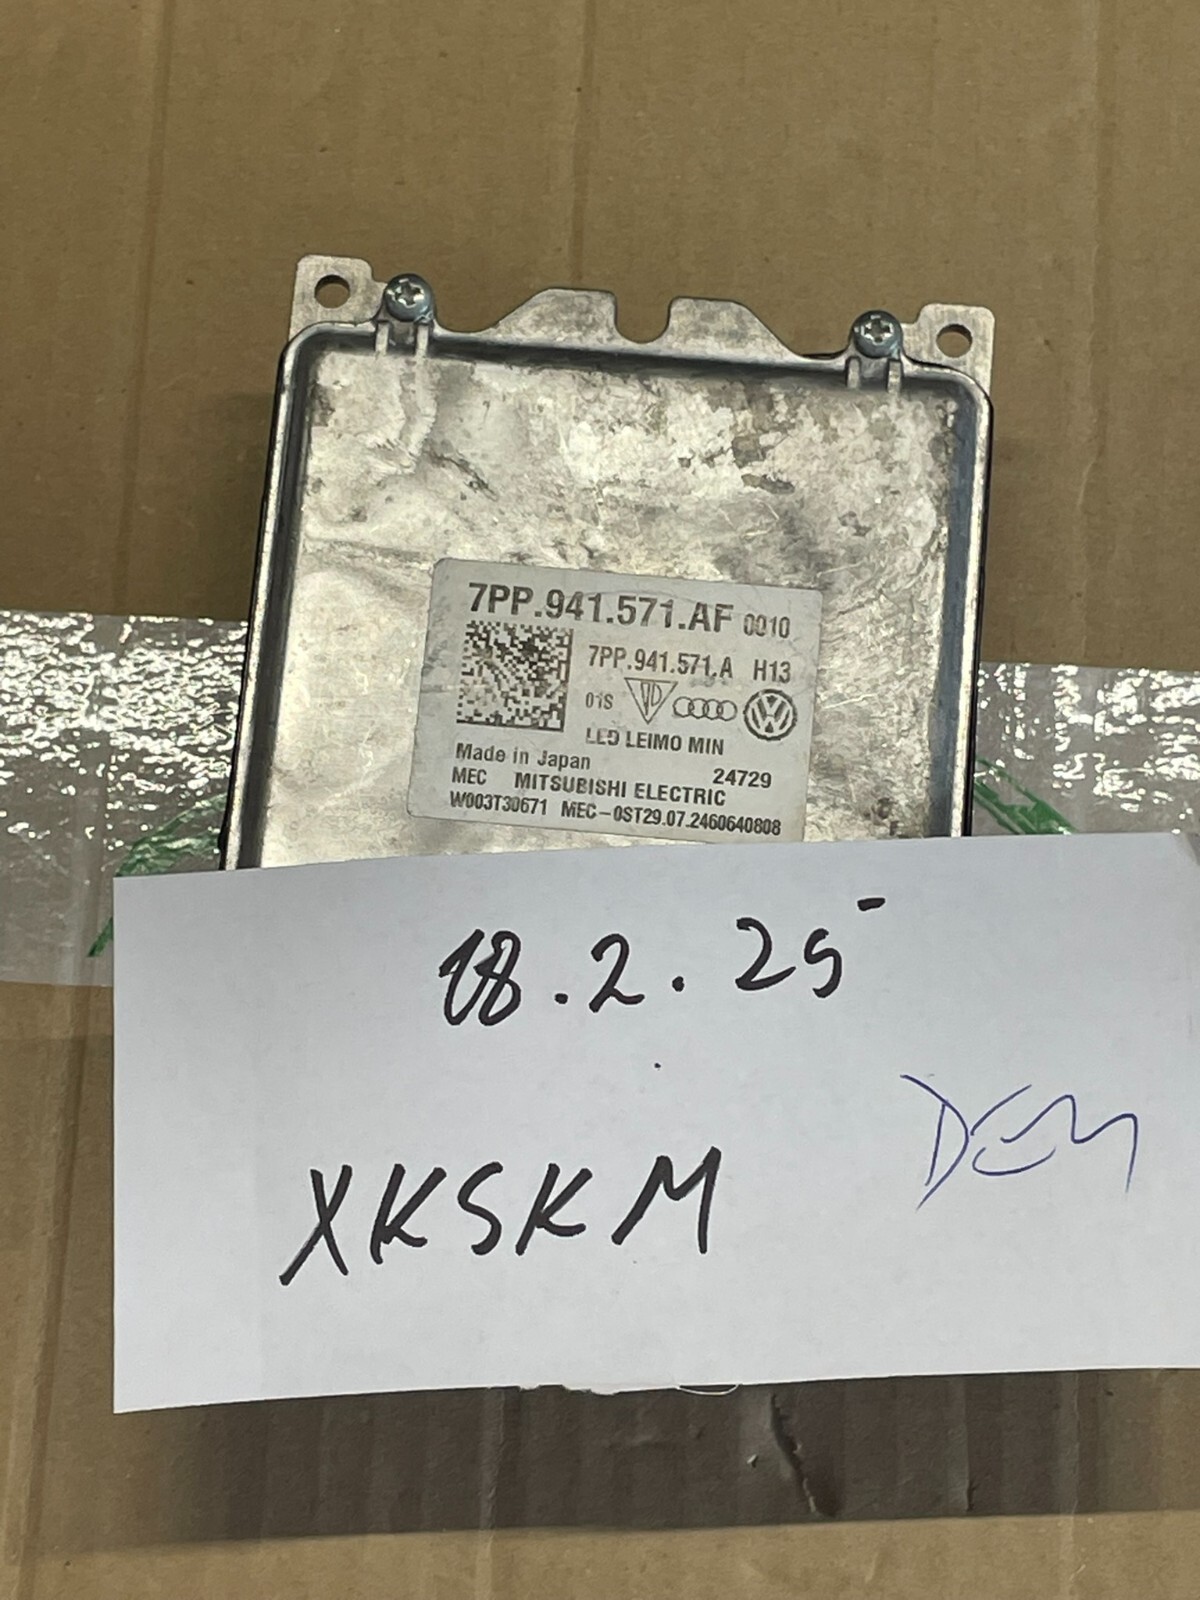 7PP.941.571.AF 0010
7PP.941.571.A H13
01S
LED LEIMO MIN
Made in Japan 24729
MEC MITSUBISHI ELECTRIC
W003T30671 MEC-0ST29.07.2460640808
18.2.25
XKSKM